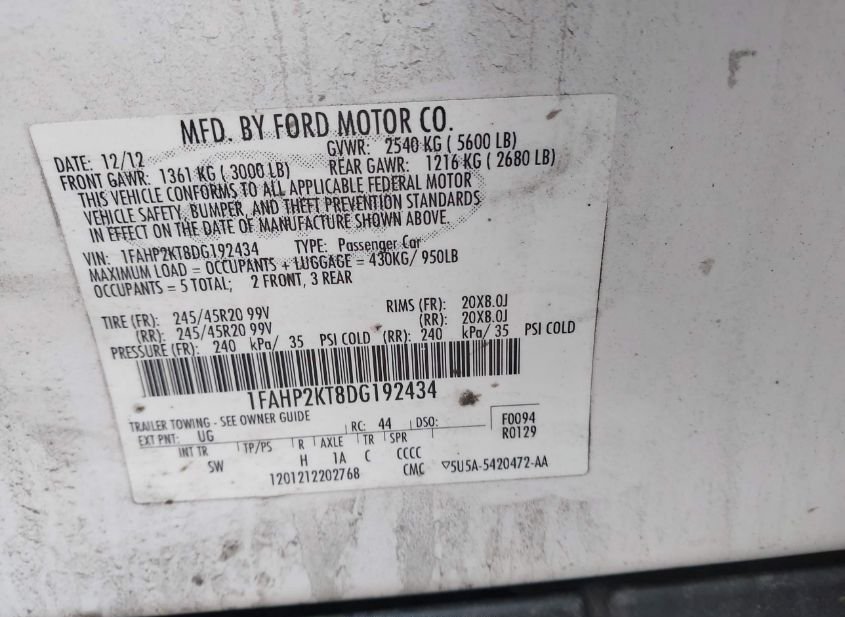 MFD. BY FORD MOTOR CO.
DATE: 12/12 GVWR: 2540 KG ( 5600 LB)
FRONT GAWR: 1361 KG ( 3000 LB) REAR GAWR: 1216 KG ( 2680 LB)
THIS VEHICLE CONFORMS TO ALL APPLICABLE FEDERAL MOTOR
VEHICLE SAFETY, BUMPER, AND THEFT PREVENTION STANDARDS
IN EFFECT ON THE DATE OF MANUFACTURE SHOWN ABOVE.
VIN: 1FAHP2KT8DG192434 TYPE: Passenger Car
MAXIMUM LOAD = OCCUPANTS + LUGGAGE = 430KG/ 950LB
OCCUPANTS = 5 TOTAL; 2 FRONT, 3 REAR
TIRE (FR): 245/45R20 99V RIMS (FR): 20X8.0J
(RR): 245/45R20 99V (RR): 20X8.0J
PRESSURE (FR): 240 kPa/ 35 PSI COLD (RR): 240 kPa/ 35 PSI COLD
1FAHP2KT8DG192434
TRAILER TOWING - SEE OWNER GUIDE
EXT PNT: UG RC: 44 DSO: F0094
R0129
INT TR TP/PS R AXLE TR SPR
SW H 1A C CCCC
1201212202768 CMC ▽5U5A-5420472-AA